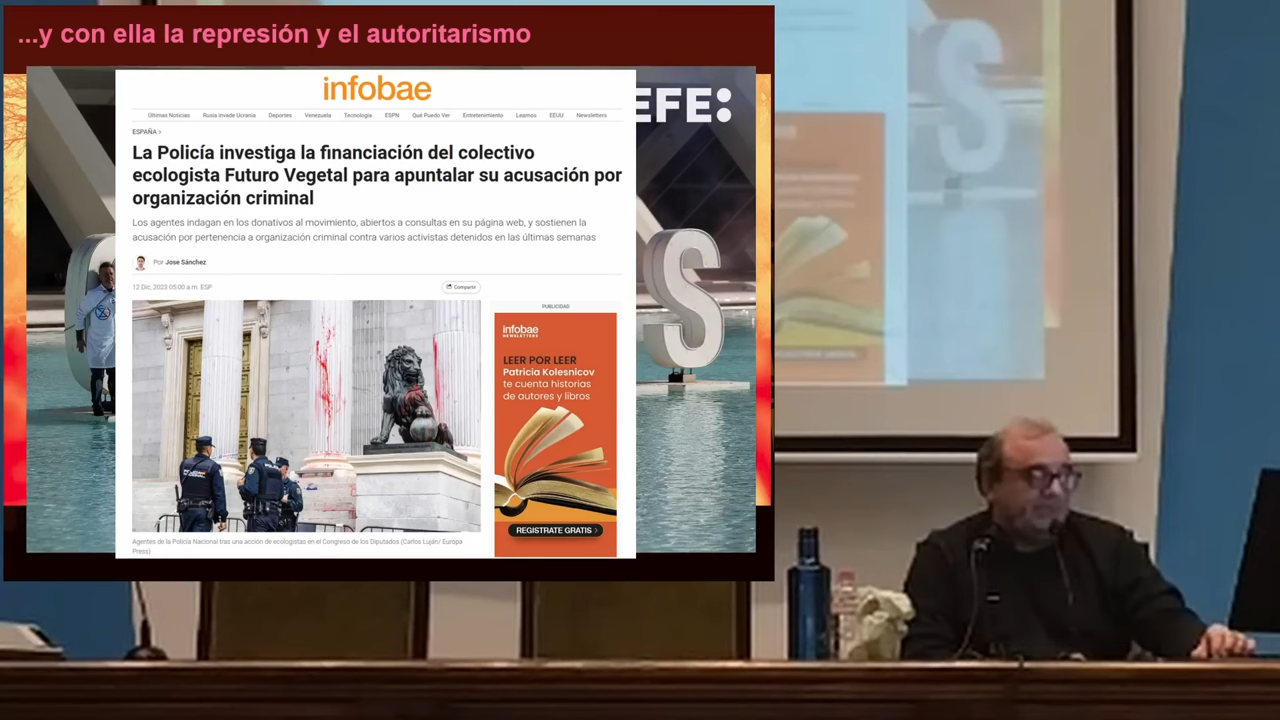 ...y con ella la represión y el autoritarismo
infobae
EFE:
Últimas Noticias Rusia invade Ucrania Deportes Venezuela Tecnología ESPN Qué Puedo Ver Entretenimiento Leamos EEUU Newsletters
ESPAÑA >
La Policía investiga la financiación del colectivo
ecologista Futuro Vegetal para apuntalar su acusación por
organización criminal
Los agentes indagan en los donativos al movimiento, abiertos a consultas en su página web, y sostienen la
acusación por pertenencia a organización criminal contra varios activistas detenidos en las últimas semanas
Por Jose Sánchez
12 Dic, 2023 05:00 a.m. ESP
Compartir
PUBLICIDAD
infobae
NEWSLETTERS
LEER POR LEER
Patricia Kolesnicov
te cuenta historias
de autores y libros
REGISTRATE GRATIS >
Agentes de la Policía Nacional tras una acción de ecologistas en el Congreso de los Diputados (Carlos Luján/ Europa
Press)
S
S